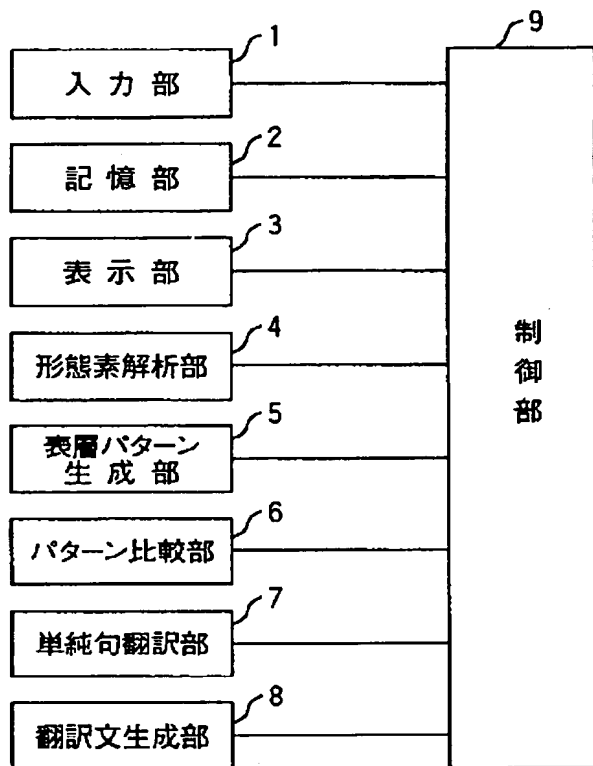 1
入力部
2
記憶部
3
表示部
4
形態素解析部
5
表層パターン
生成部
6
パターン比較部
7
単純句翻訳部
8
翻訳文生成部
9
制御部